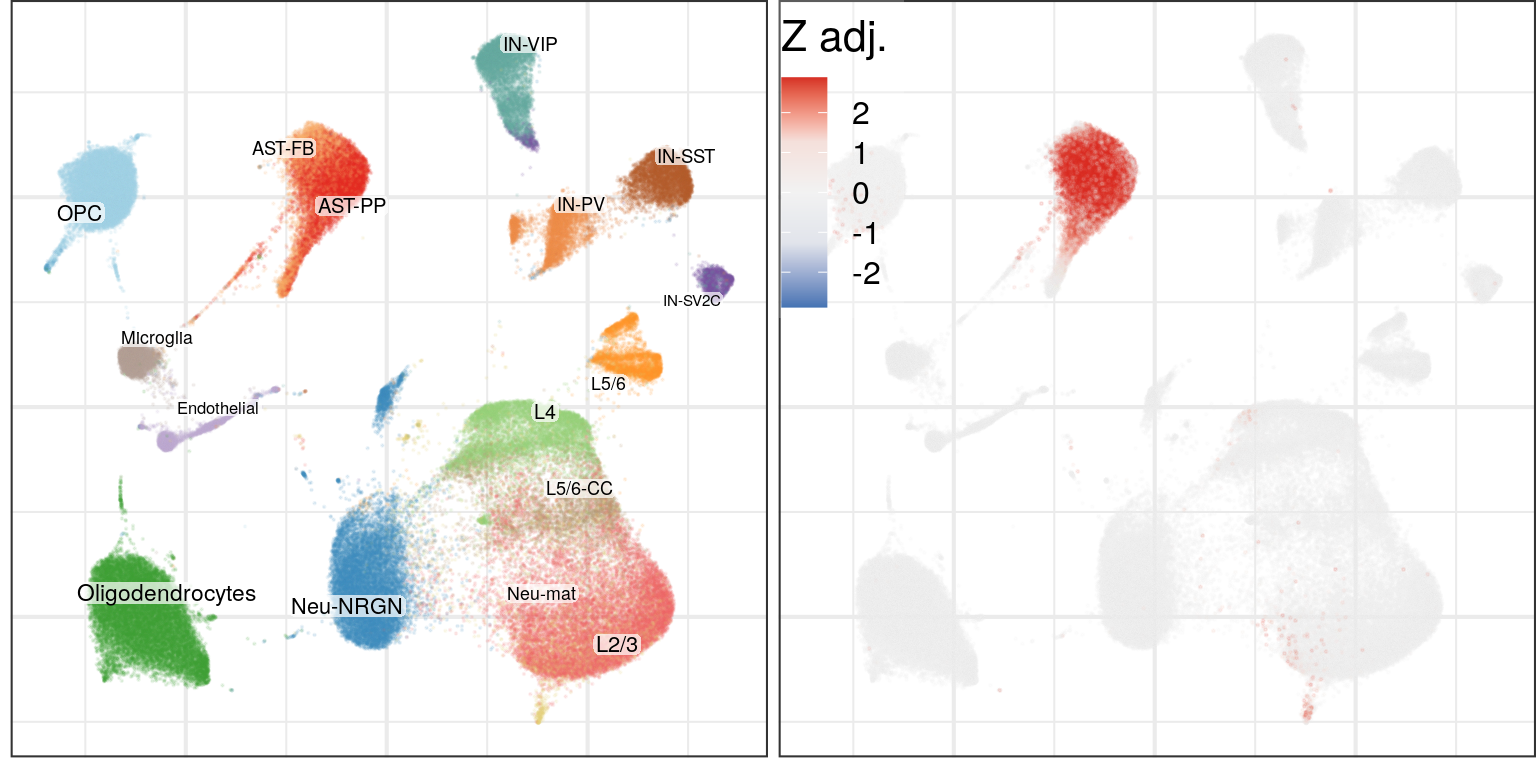 IN-VIP
AST-FB
IN-SST
OPC
AST-PP
IN-PV
IN-SV2C
Microglia
L5/6
Endothelial
L4
L5/6-CC
Oligodendrocytes
Neu-NRGN
Neu-mat
L2/3
Z adj.
2
1
0
-1
-2